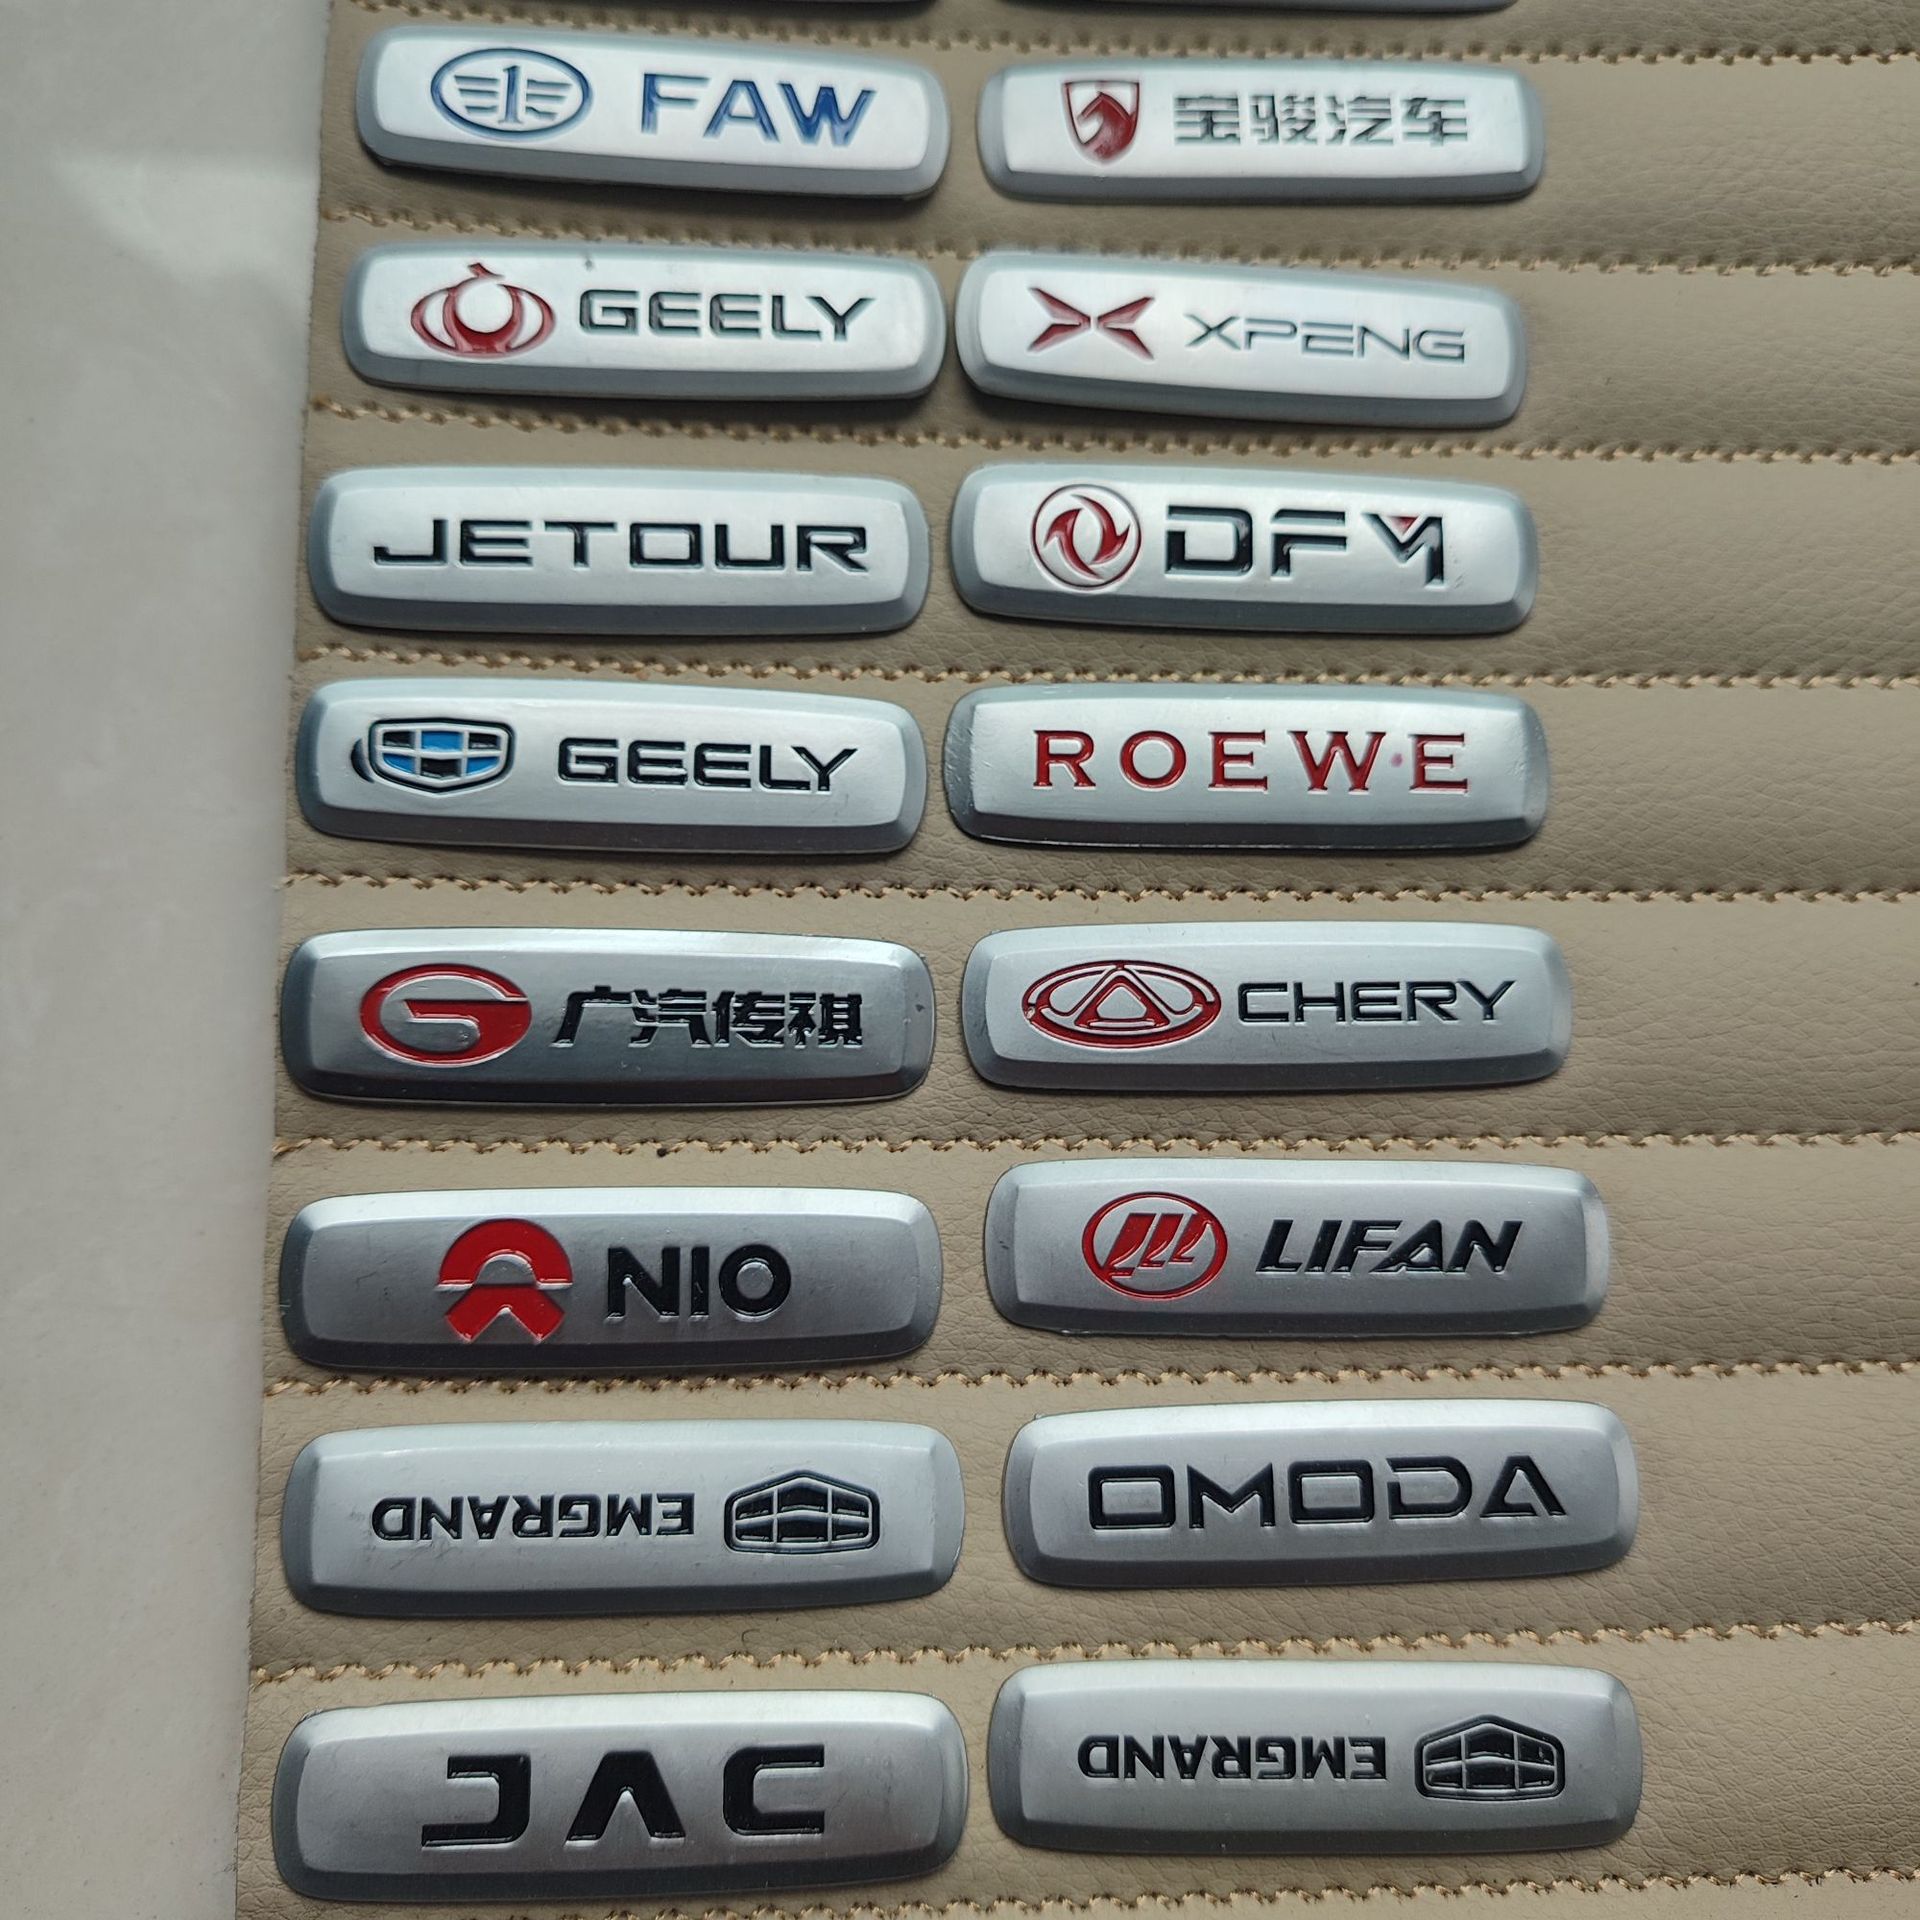 FAW
宝骏汽车
GEELY
XPENG
JETOUR
DFM
GEELY
ROEWE
广汽传祺
CHERY
NIO
LIFAN
EMGRAND
OMODA
JAC
EMGRAND